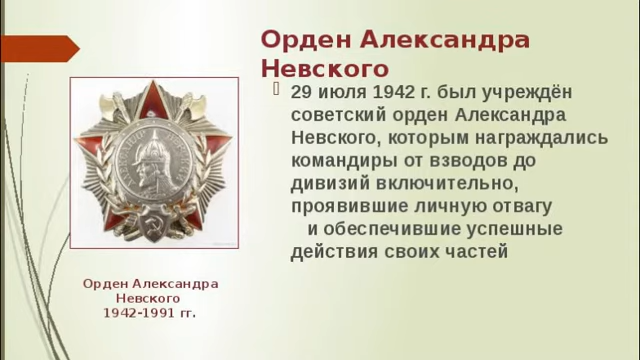 Орден Александра
Невского
29 июля 1942 г. был учреждён
советский орден Александра
Невского, которым награждались
командиры от взводов до
дивизий включительно,
проявившие личную отвагу
и обеспечившие успешные
действия своих частей
Орден Александра
Невского
1942-1991 гг.